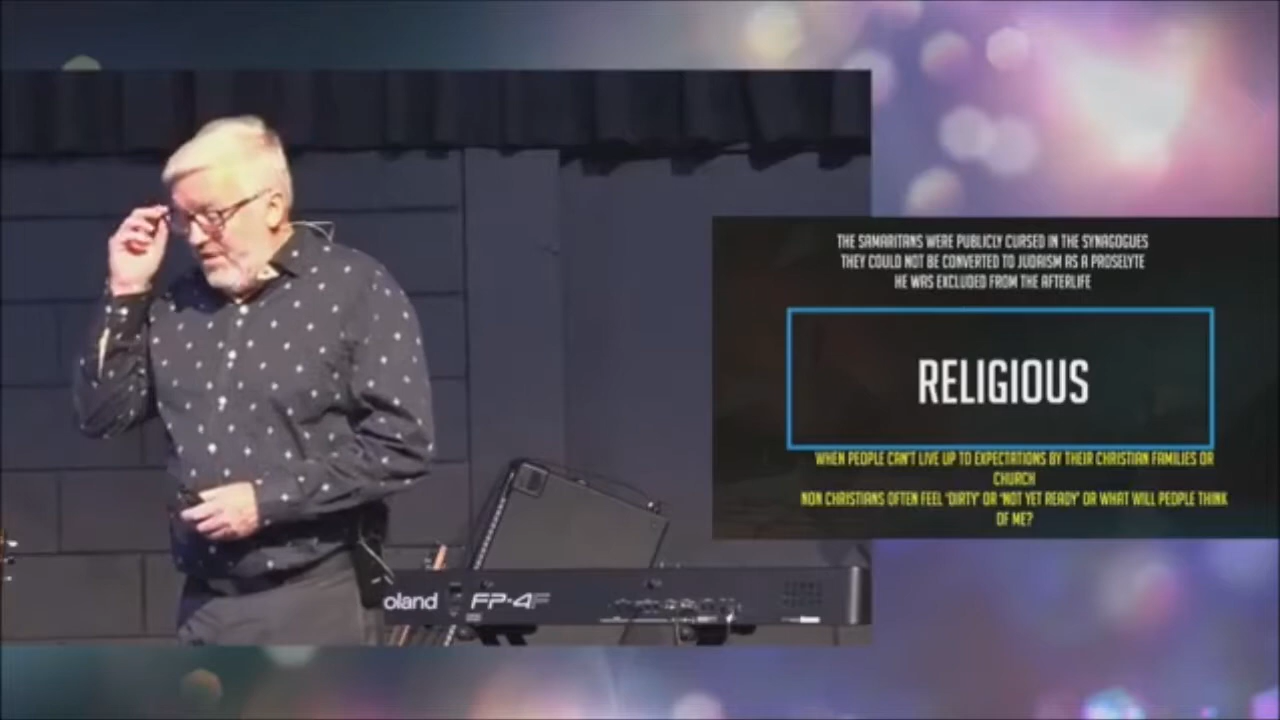 THE SAMARITANS WERE PUBLICLY CURSED IN THE SYNAGOGUES
THEY COULD NOT BE CONVERTED TO JUDAISM AS A PROSELYTE
HE WAS EXCLUDED FROM THE AFTERLIFE
RELIGIOUS
WHEN PEOPLE CAN'T LIVE UP TO EXPECTATIONS BY THEIR CHRISTIAN FAMILIES OR
CHURCH
NON CHRISTIANS OFTEN FEEL 'DIRTY' OR 'NOT YET READY' OR WHAT WILL PEOPLE THINK
OF ME?
oland FP-4F